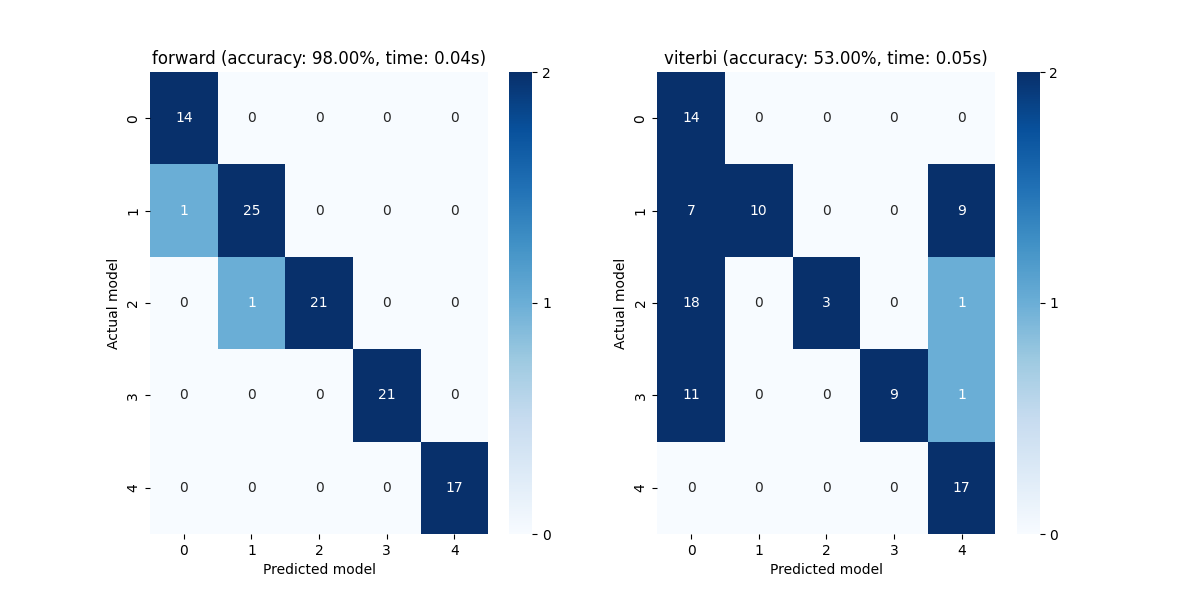 forward (accuracy: 98.00%, time: 0.04s)
0 14 0 0 0 0
1 1 25 0 0 0
2 0 1 21 0 0
3 0 0 0 21 0
4 0 0 0 0 17
0 1 2 3 4
Predicted model
Actual model
2
1
0
viterbi (accuracy: 53.00%, time: 0.05s)
0 14 0 0 0 0
1 7 10 0 0 9
2 18 0 3 0 1
3 11 0 0 9 1
4 0 0 0 0 17
0 1 2 3 4
Predicted model
Actual model
2
1
0